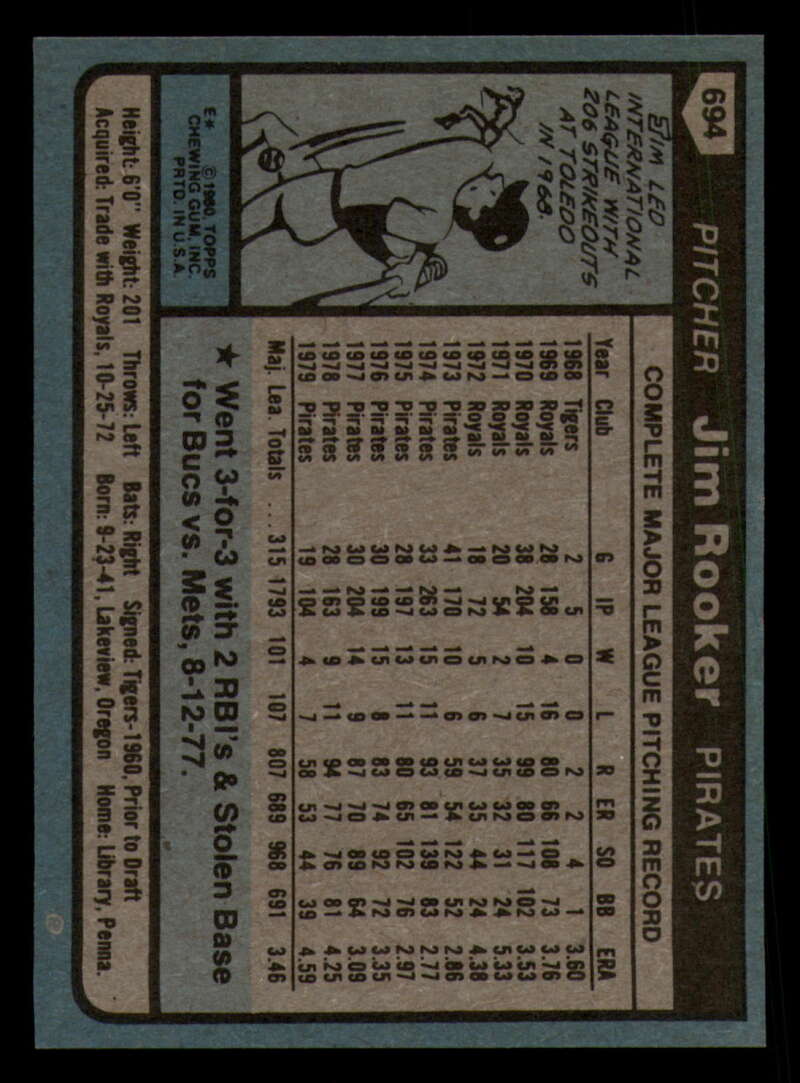 694
PITCHER Jim Rooker PIRATES
JIM LED
INTERNATIONAL
LEAGUE WITH
206 STRIKEOUTS
AT TOLEDO
IN 1968.
E* © 1980, TOPPS
CHEWING GUM, INC.
PRTD. IN U.S.A.
COMPLETE MAJOR LEAGUE PITCHING RECORD
Year Club G IP W L R ER SO BB ERA
1968 Tigers 2 5 0 0 2 2 4 1 3.60
1969 Royals 28 158 4 16 80 66 108 73 3.76
1970 Royals 38 204 10 15 99 80 117 102 3.53
1971 Royals 20 54 2 7 35 32 31 24 5.33
1972 Royals 18 72 5 6 37 35 44 24 4.38
1973 Pirates 41 170 10 6 59 54 122 52 2.86
1974 Pirates 33 263 15 11 93 81 139 83 2.77
1975 Pirates 28 197 13 11 80 65 102 76 2.97
1976 Pirates 30 199 15 8 83 74 92 72 3.35
1977 Pirates 30 204 14 9 87 70 89 64 3.09
1978 Pirates 28 163 9 11 94 77 76 81 4.25
1979 Pirates 19 104 4 7 58 53 44 39 4.59
Maj. Lea. Totals ... 315 1793 101 107 807 689 968 691 3.46
★ Went 3-for-3 with 2 RBI's & Stolen Base
for Bucs vs. Mets, 8-12-77.
Height: 6'0" Weight: 201 Throws: Left Bats: Right Signed: Tigers-1960, Prior to Draft
Acquired: Trade with Royals, 10-25-72 Born: 9-23-41, Lakeview, Oregon Home: Library, Penna.